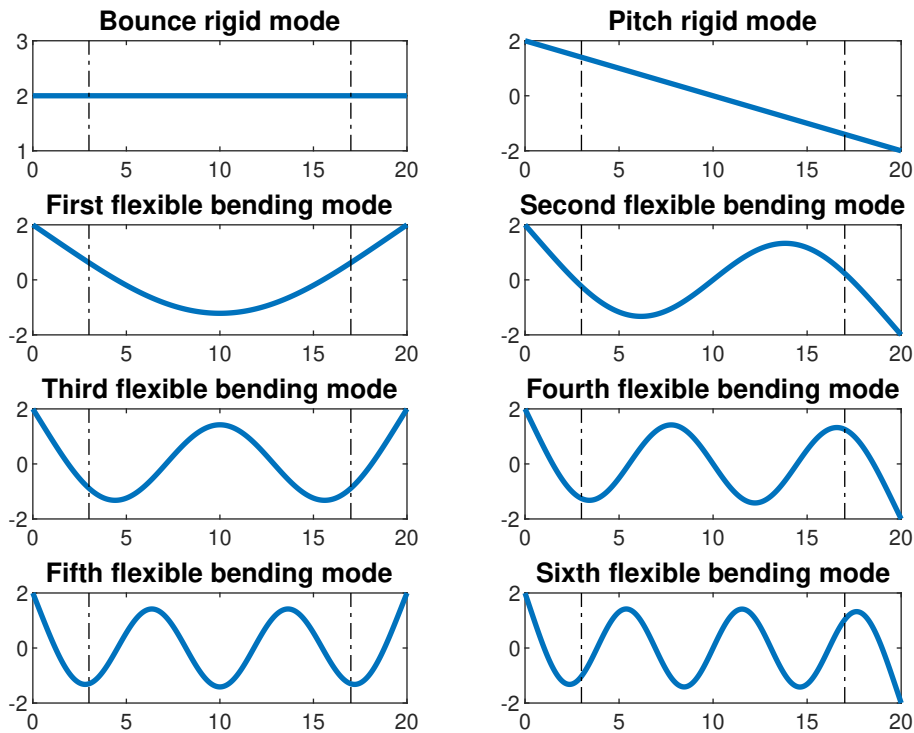 Bounce rigid mode
3
2
1
0 5 10 15 20
Pitch rigid mode
2
0
-2
0 5 10 15 20
First flexible bending mode
2
0
-2
0 5 10 15 20
Second flexible bending mode
2
0
-2
0 5 10 15 20
Third flexible bending mode
2
0
-2
0 5 10 15 20
Fourth flexible bending mode
2
0
-2
0 5 10 15 20
Fifth flexible bending mode
2
0
-2
0 5 10 15 20
Sixth flexible bending mode
2
0
-2
0 5 10 15 20